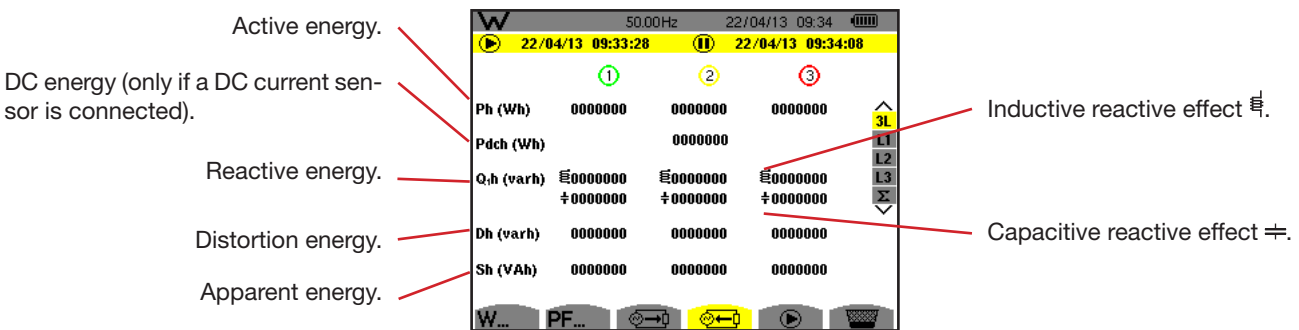 Active energy.
DC energy (only if a DC current sen-
sor is connected).
Reactive energy.
Distortion energy.
Apparent energy.
W 50.00Hz 22/04/13 09:34
22/04/13 09:33:28 22/04/13 09:34:08
1 2 3
Ph (Wh) 0000000 0000000 0000000
Pdch (Wh) 0000000
Q₁h (varh) 0000000 0000000 0000000
0000000 0000000 0000000
Dh (varh) 0000000 0000000 0000000
Sh (VAh) 0000000 0000000 0000000
3L
L1
L2
L3
Σ
W... PF...
Inductive reactive effect .
Capacitive reactive effect .